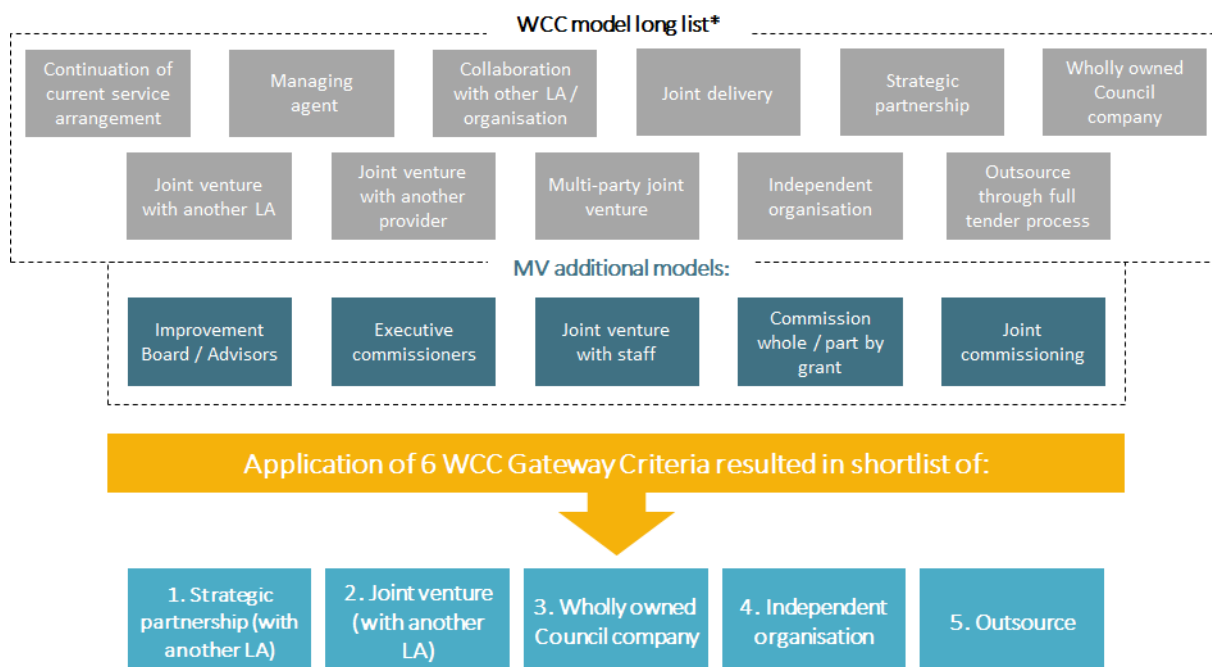 WCC model long list*
Continuation of
current service
arrangement
Managing
agent
Collaboration
with other LA /
organisation
Joint delivery
Strategic
partnership
Wholly owned
Council
company
Joint venture
with another LA
Joint venture
with another
provider
Multi-party joint
venture
Independent
organisation
Outsource
through full
tender process
MV additional models:
Improvement
Board / Advisors
Executive
commissioners
Joint venture
with staff
Commission
whole / part by
grant
Joint
commissioning
Application of 6 WCC Gateway Criteria resulted in shortlist of:
1. Strategic
partnership (with
another LA)
2. Joint venture
(with another
LA)
3. Wholly owned
Council company
4. Independent
organisation
5. Outsource